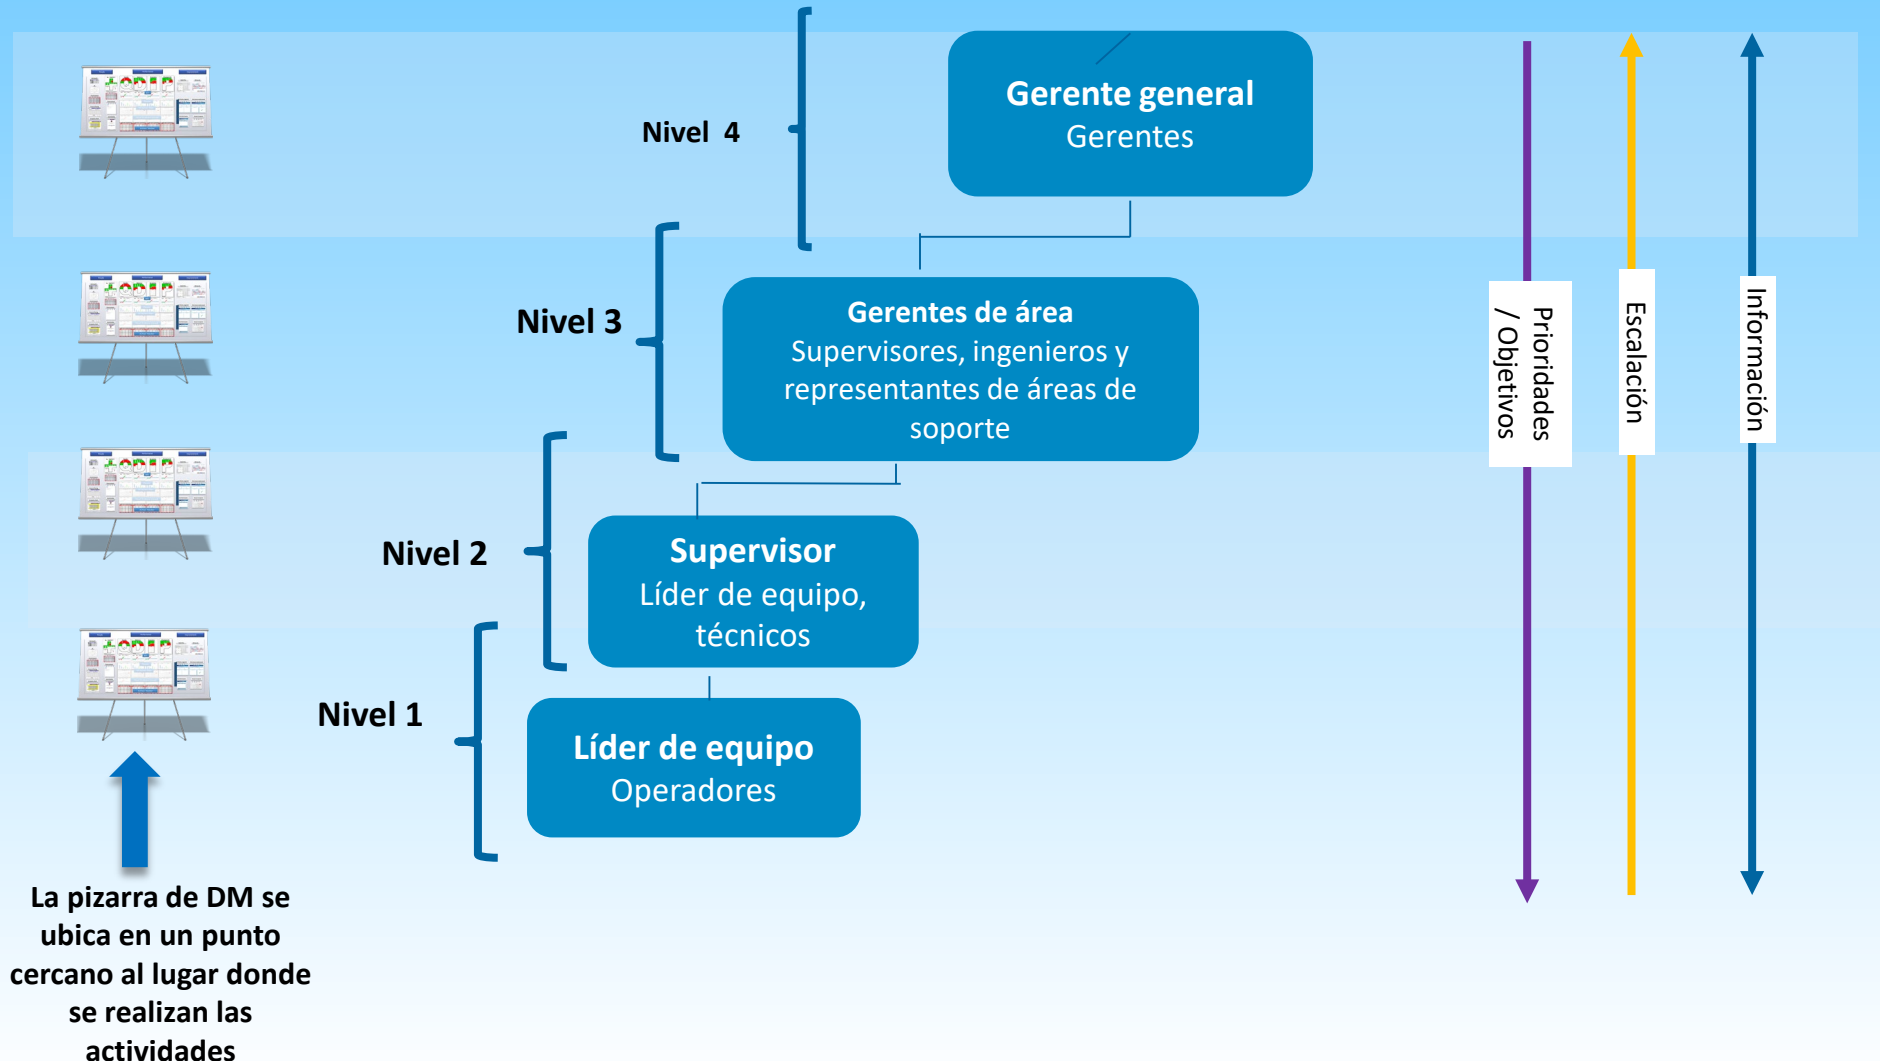 Nivel 4
Gerente general
Gerentes
Nivel 3
Gerentes de área
Supervisores, ingenieros y
representantes de áreas de
soporte
Nivel 2
Supervisor
Líder de equipo,
técnicos
Nivel 1
Líder de equipo
Operadores
Prioridades
/ Objetivos
Escalación
Información
La pizarra de DM se
ubica en un punto
cercano al lugar donde
se realizan las
actividades